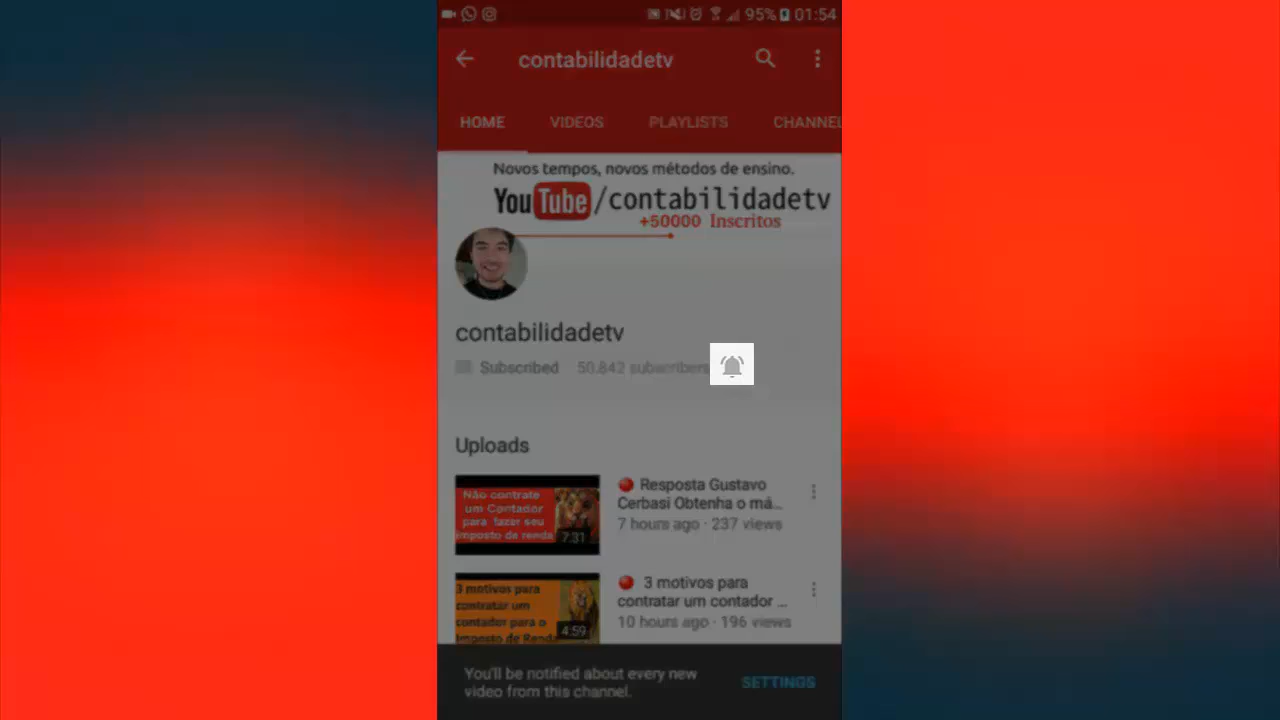 95% 01:54
contabilidadetv
HOME VIDEOS PLAYLISTS CHANNEL
Novos tempos, novos métodos de ensino.
YouTube/contabilidadetv
+50000 Inscritos
contabilidadetv
Subscribed 50.842 subscribers
Uploads
Não contrate
um Contador
para fazer seu
imposto de renda
7:31
Resposta Gustavo
Cerbasi Obtenha o má...
7 hours ago · 237 views
3 motivos para
contratar um
contador para o
Imposto de Renda
4:59
3 motivos para
contratar um contador ...
10 hours ago · 196 views
You'll be notified about every new
video from this channel.
SETTINGS